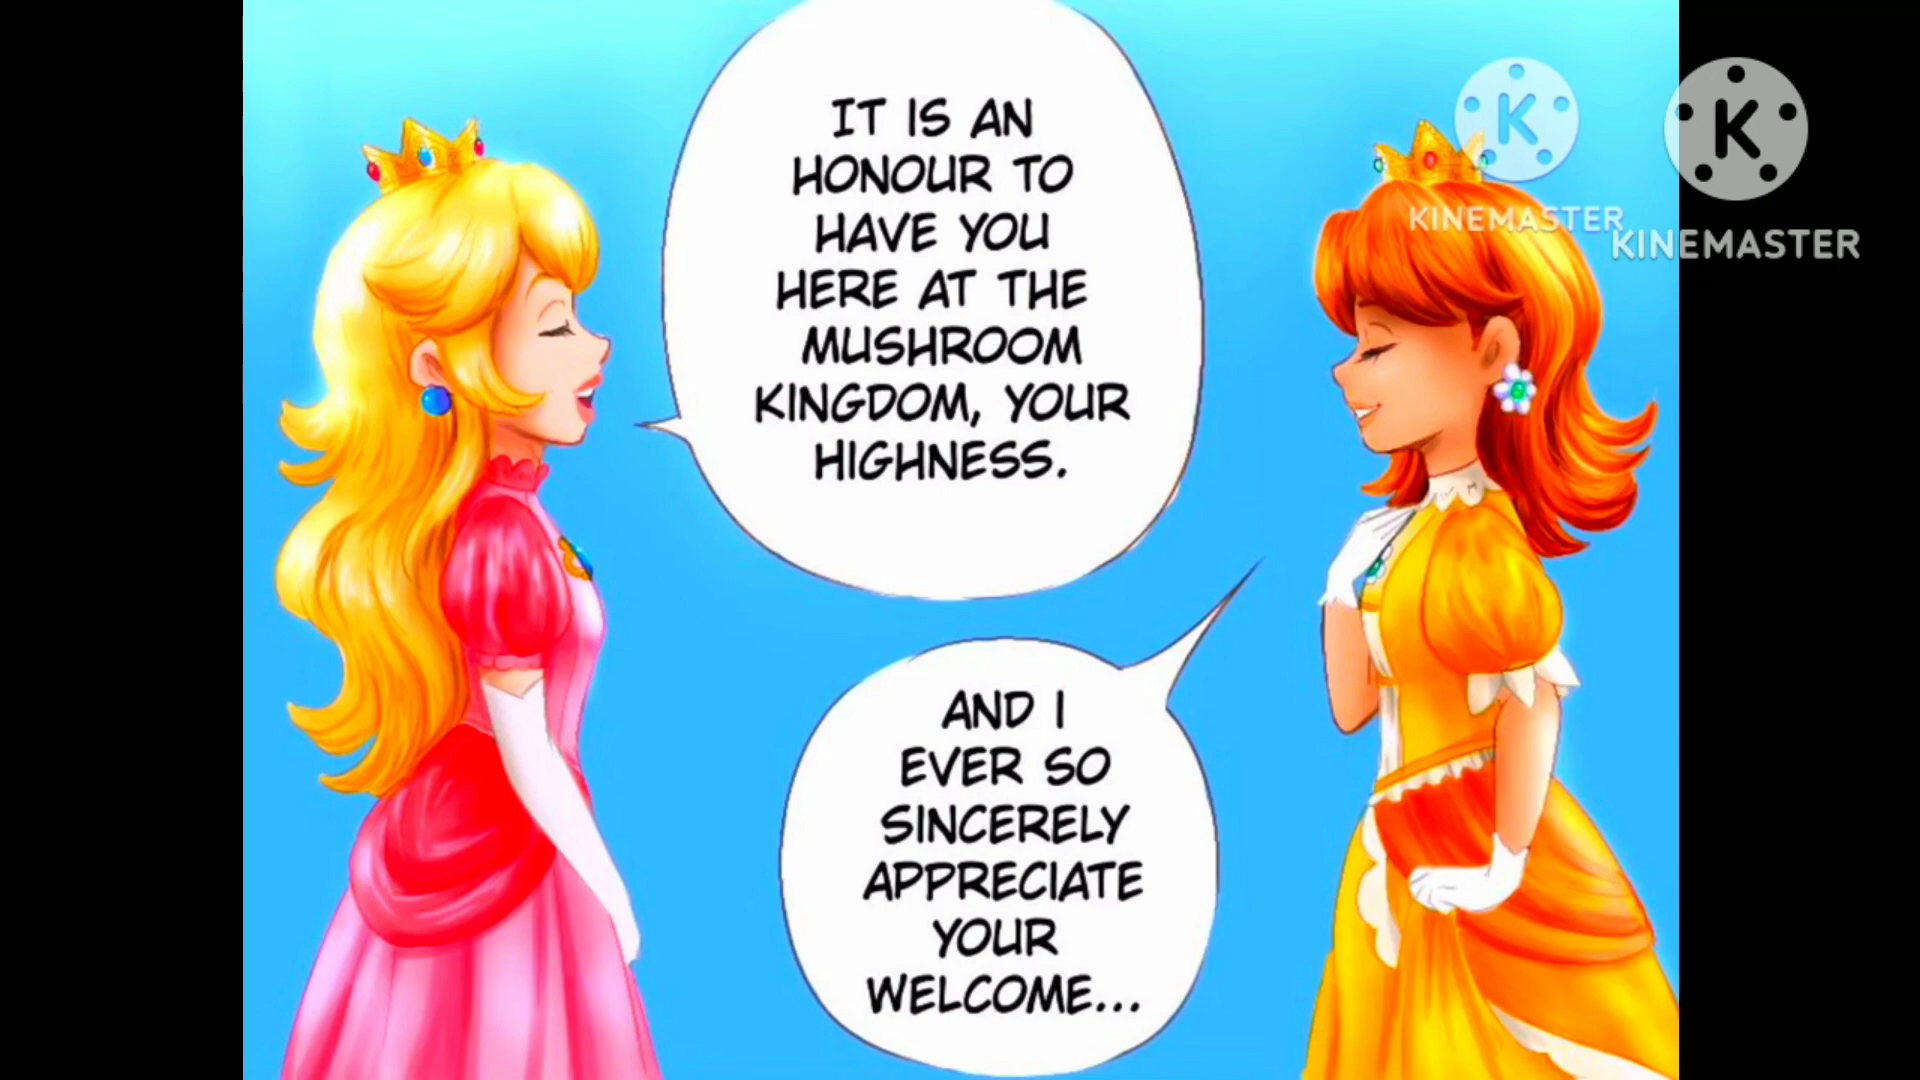 IT IS AN
HONOUR TO
HAVE YOU
HERE AT THE
MUSHROOM
KINGDOM, YOUR
HIGHNESS.
AND I
EVER SO
SINCERELY
APPRECIATE
YOUR
WELCOME...
K
KINEMASTER
K
KINEMASTER